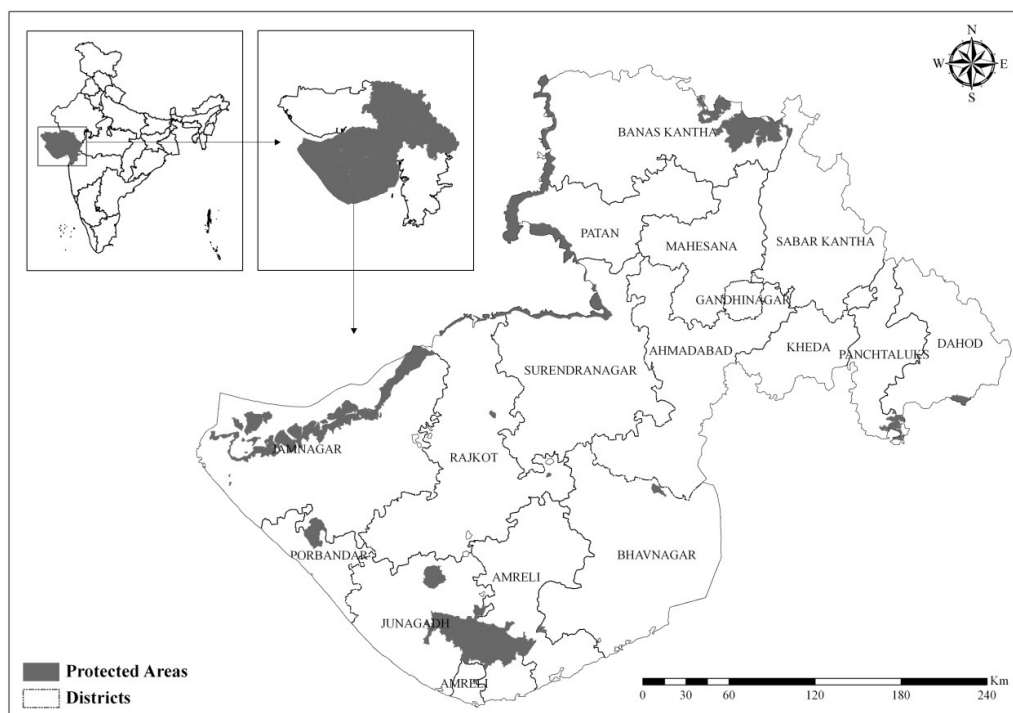 N
W E
S
BANAS KANTHA
PATAN
MAHESANA
SABAR KANTHA
GANDHINAGAR
AHMADABAD
KHEDA
PANCHTALUKS
DAHOD
SURENDRANAGAR
JAMNAGAR
RAJKOT
PORBANDAR
BHAVNAGAR
AMRELI
JUNAGADH
AMRELI
Protected Areas
Districts
Km
0 15 30 60 120 180 240